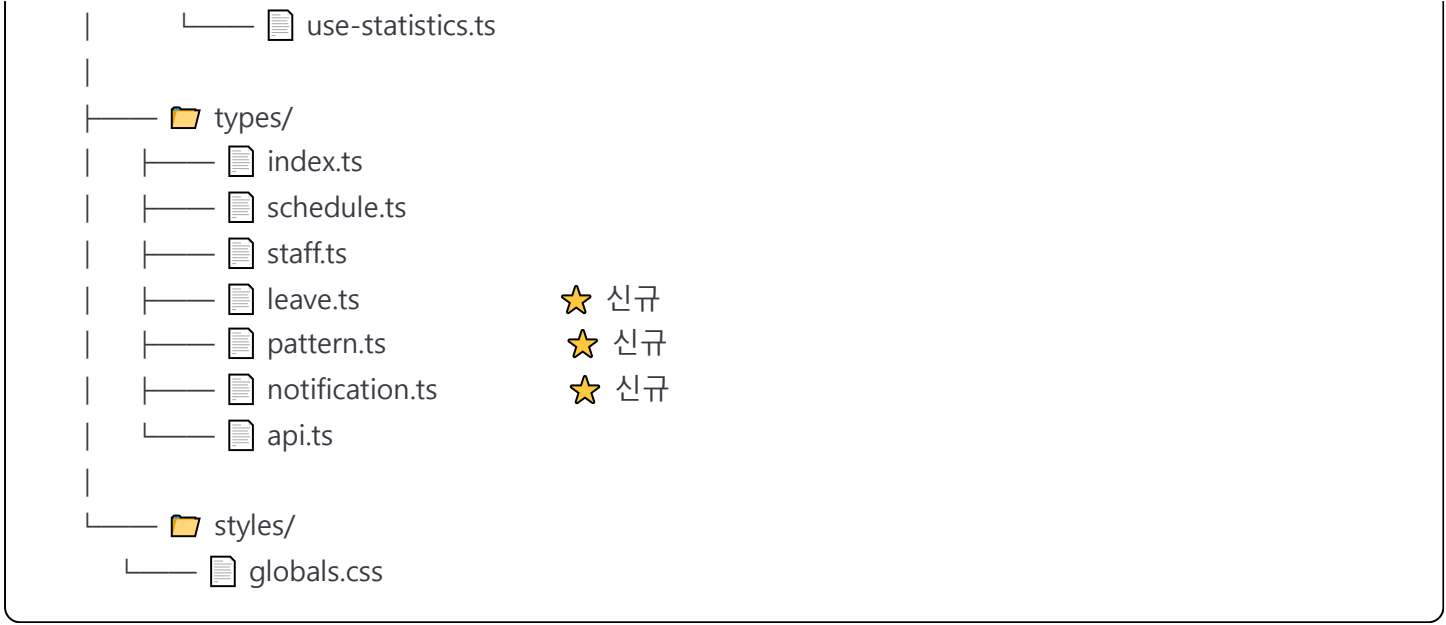 use-statistics.ts
types/
index.ts
schedule.ts
staff.ts
leave.ts ⭐ 신규
pattern.ts ⭐ 신규
notification.ts ⭐ 신규
api.ts
styles/
globals.css